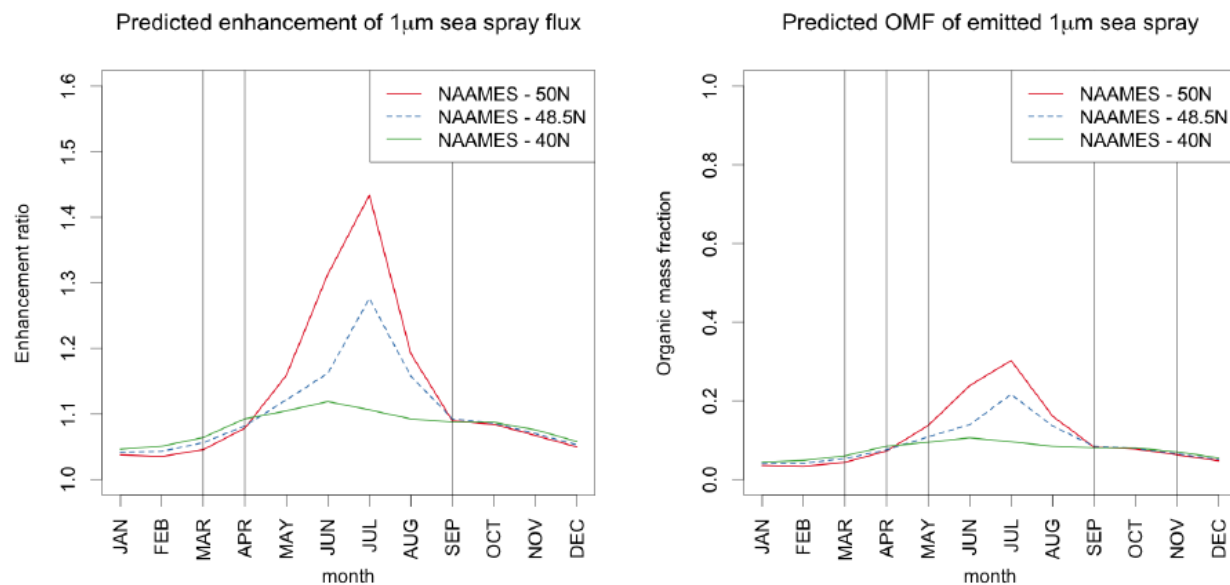 Predicted enhancement of 1μm sea spray flux
Enhancement ratio
1.6
1.5
1.4
1.3
1.2
1.1
1.0
NAAMES - 50N
NAAMES - 48.5N
NAAMES - 40N
JAN
FEB
MAR
APR
MAY
JUN
JUL
AUG
SEP
OCT
NOV
DEC
month
Predicted OMF of emitted 1μm sea spray
Organic mass fraction
1.0
0.8
0.6
0.4
0.2
0.0
NAAMES - 50N
NAAMES - 48.5N
NAAMES - 40N
JAN
FEB
MAR
APR
MAY
JUN
JUL
AUG
SEP
OCT
NOV
DEC
month